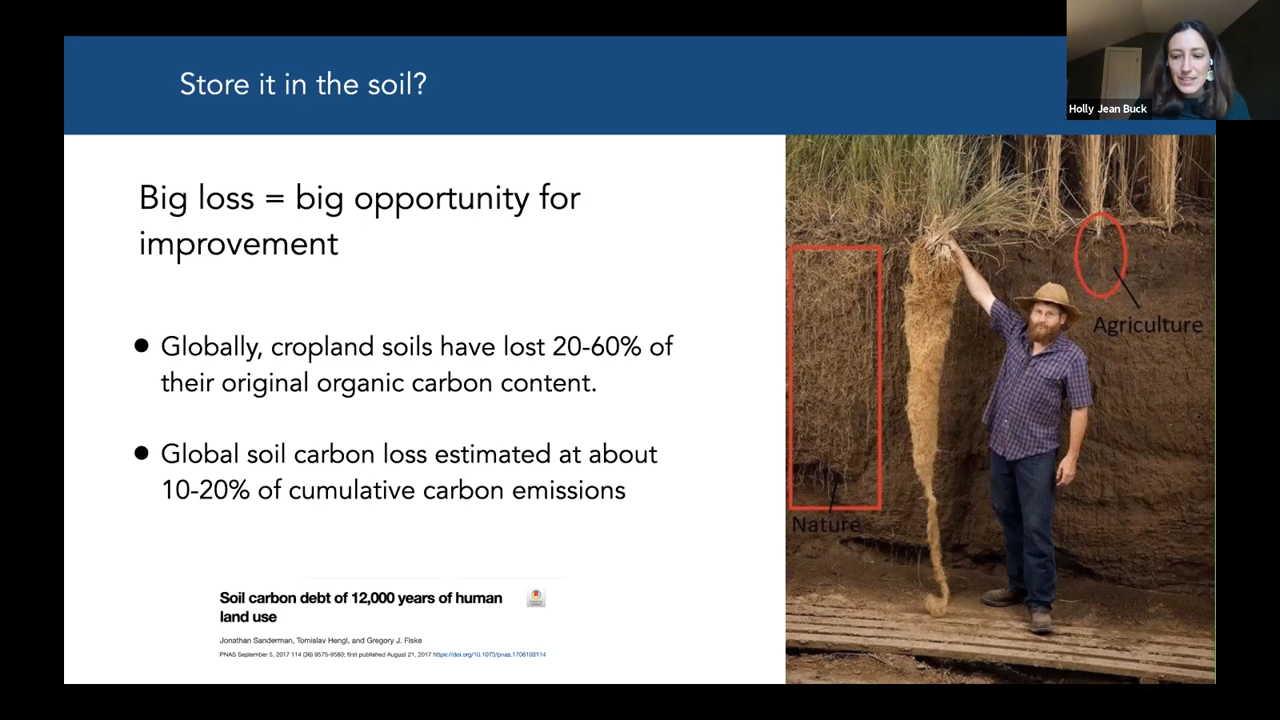 Store it in the soil?
Holly Jean Buck
Big loss = big opportunity for
improvement
● Globally, cropland soils have lost 20-60% of
their original organic carbon content.
● Global soil carbon loss estimated at about
10-20% of cumulative carbon emissions
Agriculture
Nature
Soil carbon debt of 12,000 years of human
land use
Jonathan Sanderman, Tomislav Hengl, and Gregory J. Fiske
PNAS September 5, 2017 114 (36) 9575-9580; first published August 21, 2017 https://doi.org/10.1073/pnas.1706103114